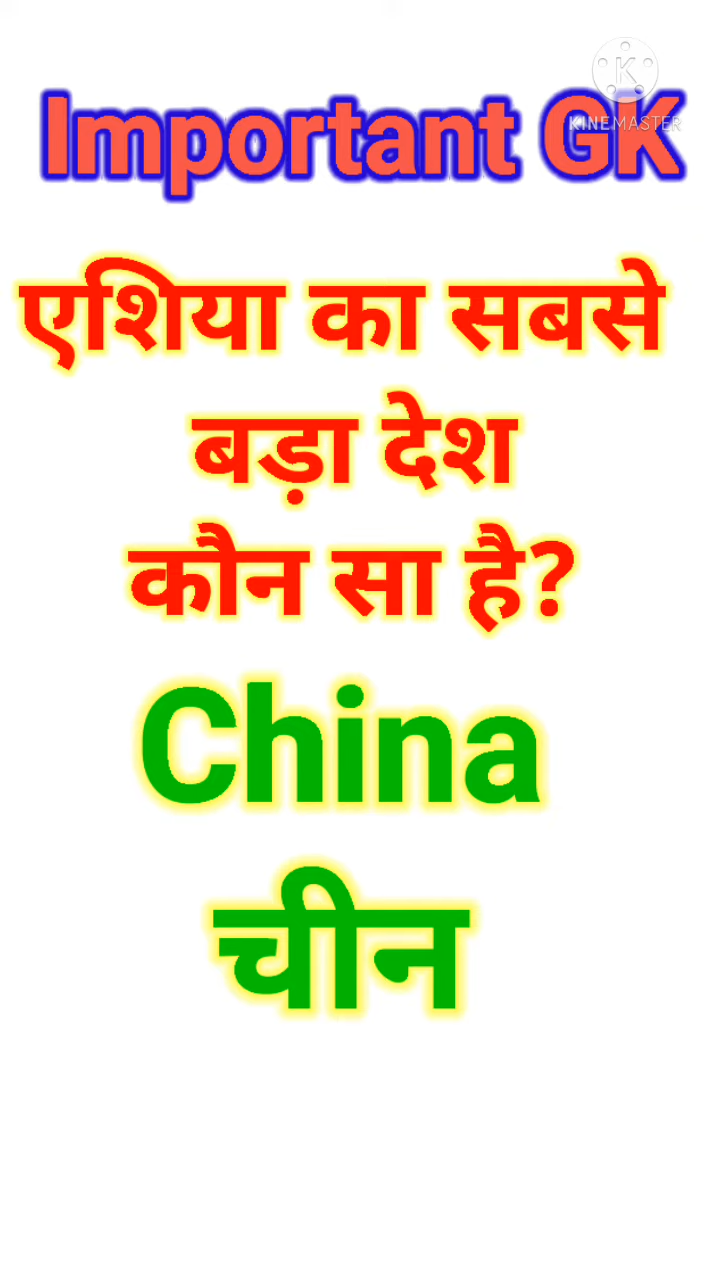 KINEMASTER
Important GK
एशिया का सबसे
बड़ा देश
कौन सा है?
China
चीन